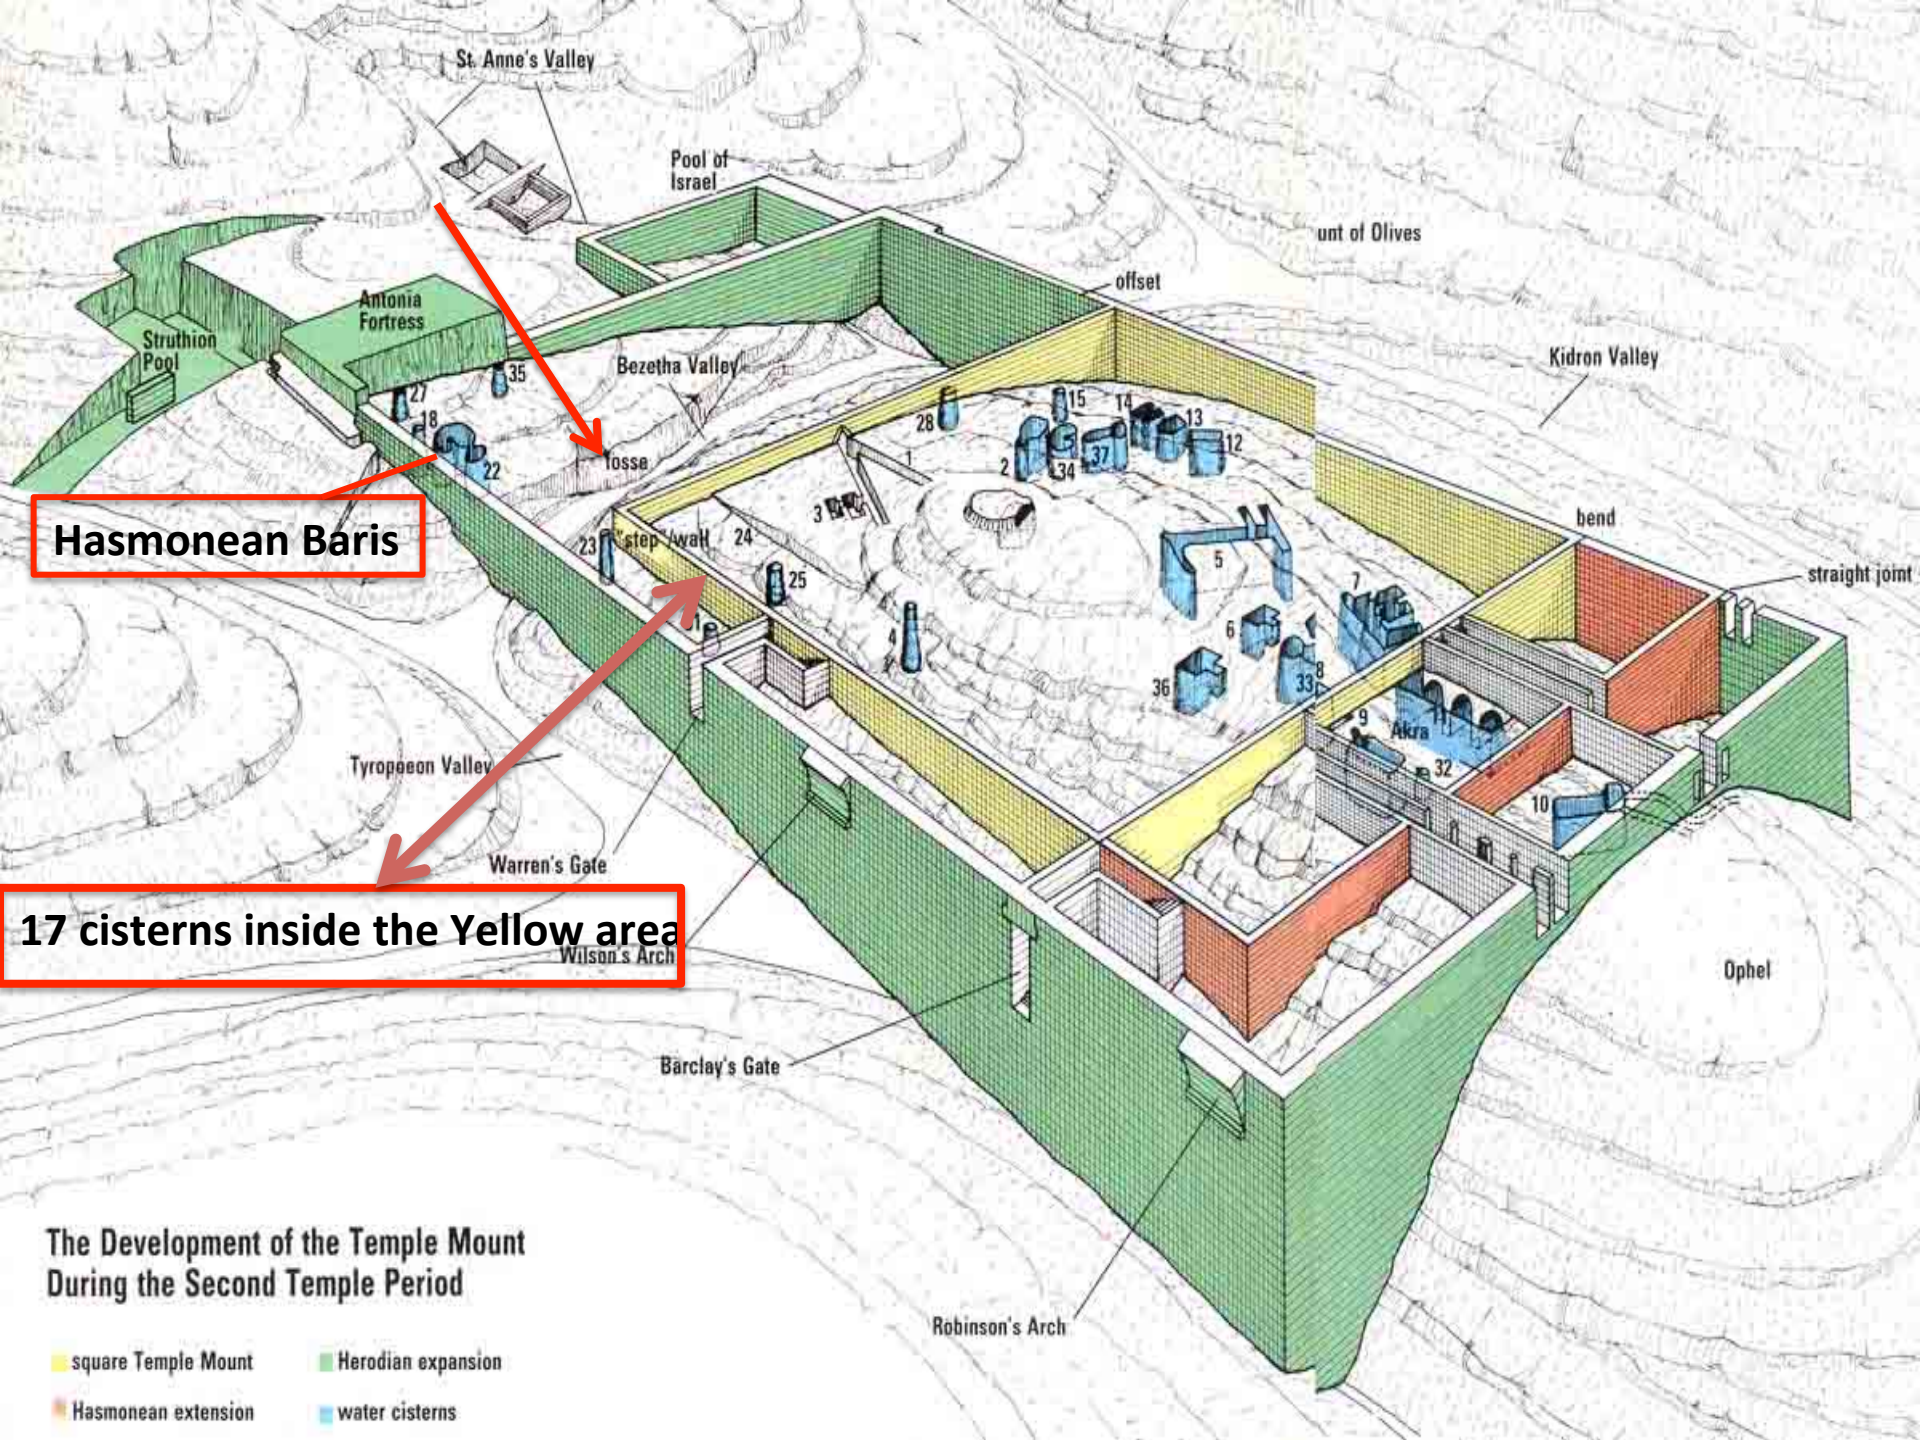 St. Anne's Valley
Pool of
Israel
unt of Olives
offset
Antonia
Fortress
Struthion
Pool
Bezetha Valley
Kidron Valley
35
27
18
22
fosse
28
15
14
13
12
1
2
34
37
Hasmonean Baris
3
bend
23
"step"/wall
24
25
5
7
straight joint
4
6
36
33
8
9
Akra
11
32
10
Tyropoeon Valley
Warren's Gate
17 cisterns inside the Yellow area
Wilson's Arch
Ophel
Barclay's Gate
Robinson's Arch
The Development of the Temple Mount
During the Second Temple Period
square Temple Mount
Herodian expansion
Hasmonean extension
water cisterns